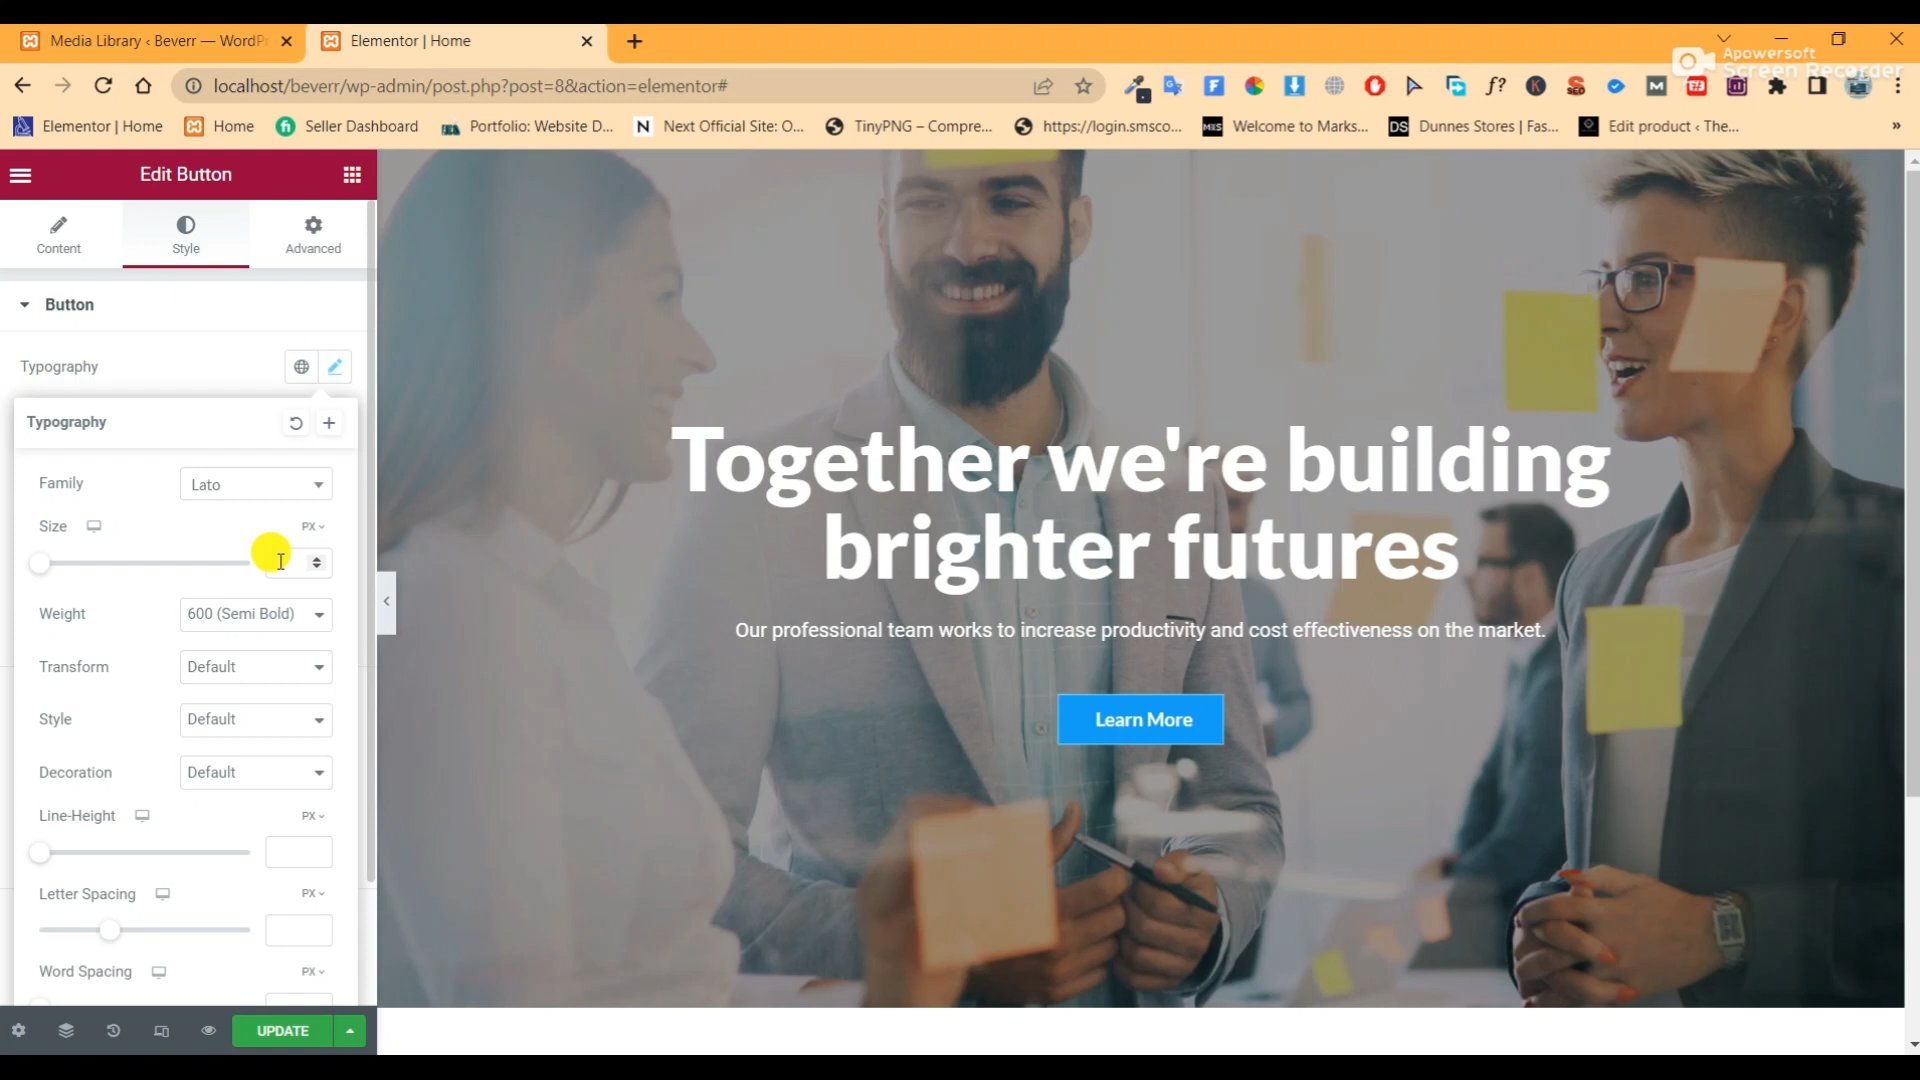 Media Library ‹ Beverr — WordPr
Elementor | Home
Apowersoft
Screen Recorder
localhost/beverr/wp-admin/post.php?post=8&action=elementor#
Elementor | Home
Home
Seller Dashboard
Portfolio: Website D...
Next Official Site: O...
TinyPNG – Compre...
https://login.smsco...
Welcome to Marks...
Dunnes Stores | Fas...
Edit product ‹ The...
Edit Button
Content
Style
Advanced
Button
Typography
Typography
Family
Lato
Size
PX
Weight
600 (Semi Bold)
Transform
Default
Style
Default
Decoration
Default
Line-Height
PX
Letter Spacing
PX
Word Spacing
PX
UPDATE
Together we're building
brighter futures
Our professional team works to increase productivity and cost effectiveness on the market.
Learn More